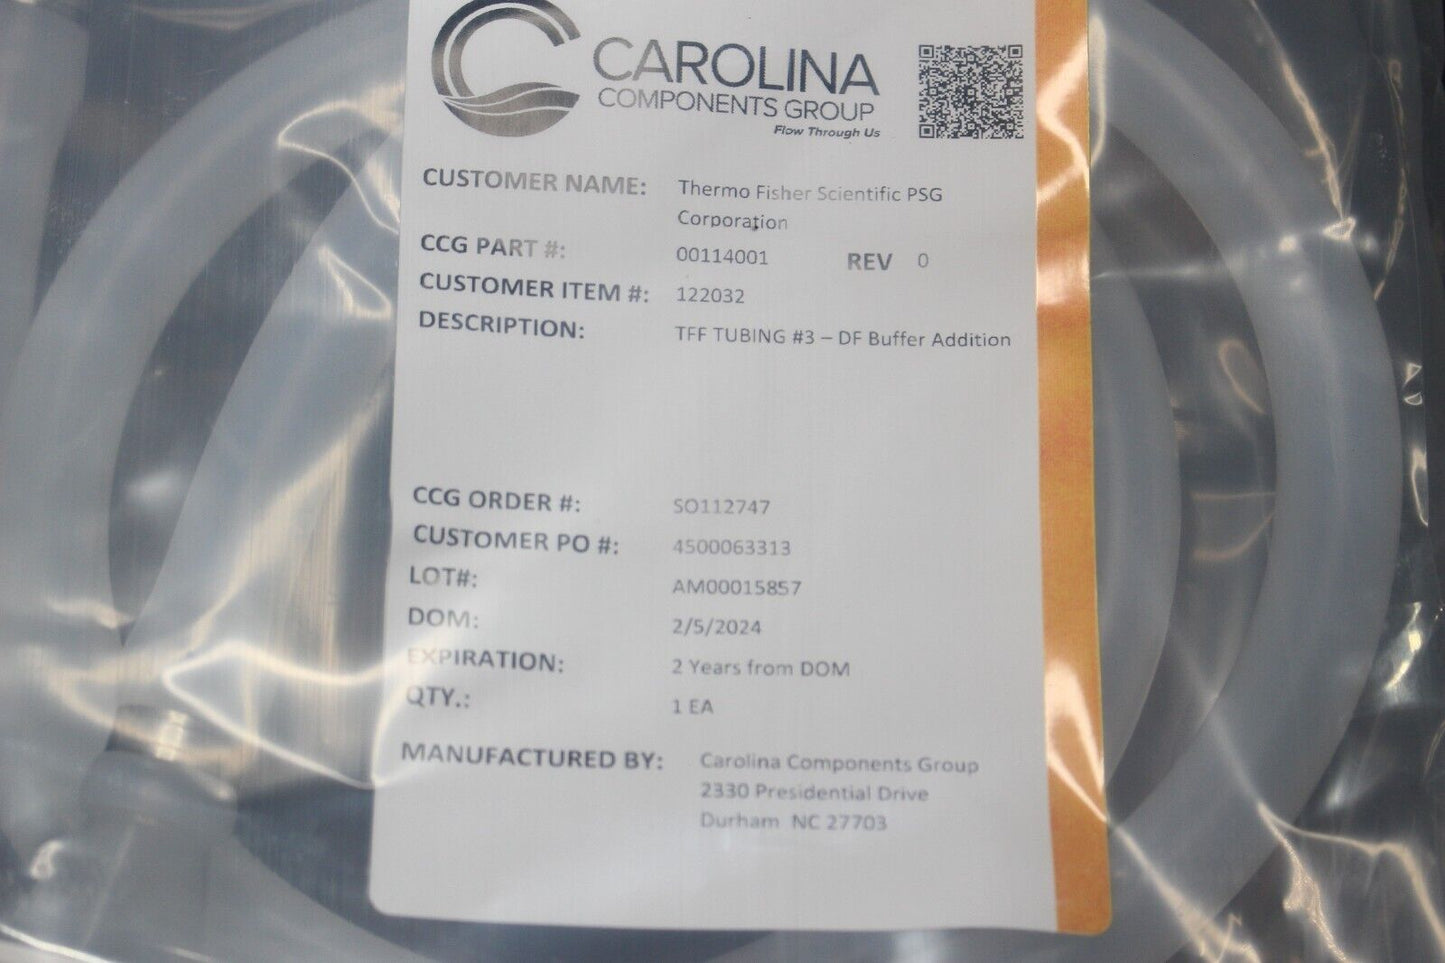 CAROLINA
COMPONENTS GROUP
Flow Through Us
CUSTOMER NAME: Thermo Fisher Scientific PSG
Corporation
CCG PART #: 00114001 REV 0
CUSTOMER ITEM #: 122032
DESCRIPTION: TFF TUBING #3 – DF Buffer Addition
CCG ORDER #: SO112747
CUSTOMER PO #: 4500063313
LOT#: AM00015857
DOM: 2/5/2024
EXPIRATION: 2 Years from DOM
QTY.: 1 EA
MANUFACTURED BY: Carolina Components Group
2330 Presidential Drive
Durham NC 27703